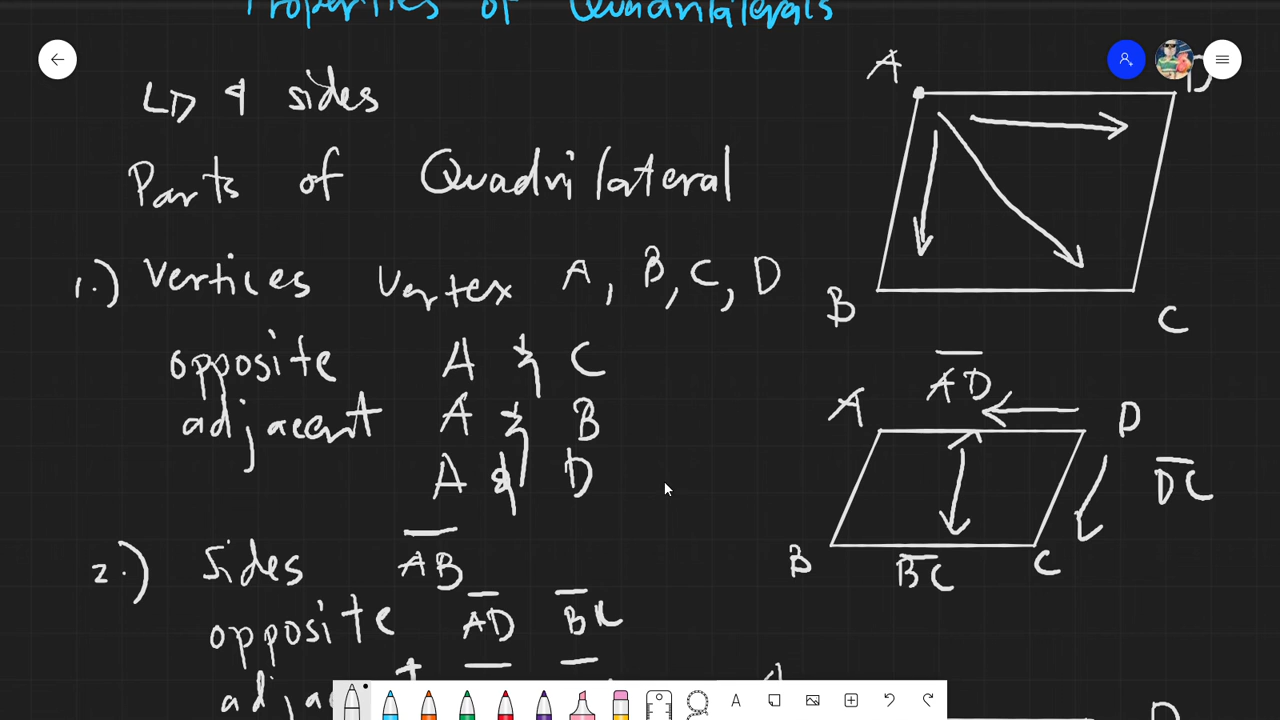 Properties of Quadrilaterals
4 sides
Parts of Quadrilateral
1.) Vertices Vertex A, B, C, D
opposite A & C
adjacent A & B
A & D
2.) Sides AB
opposite AD BC
A
D
B
C
AD
A
D
DC
B
BC
C
D
A